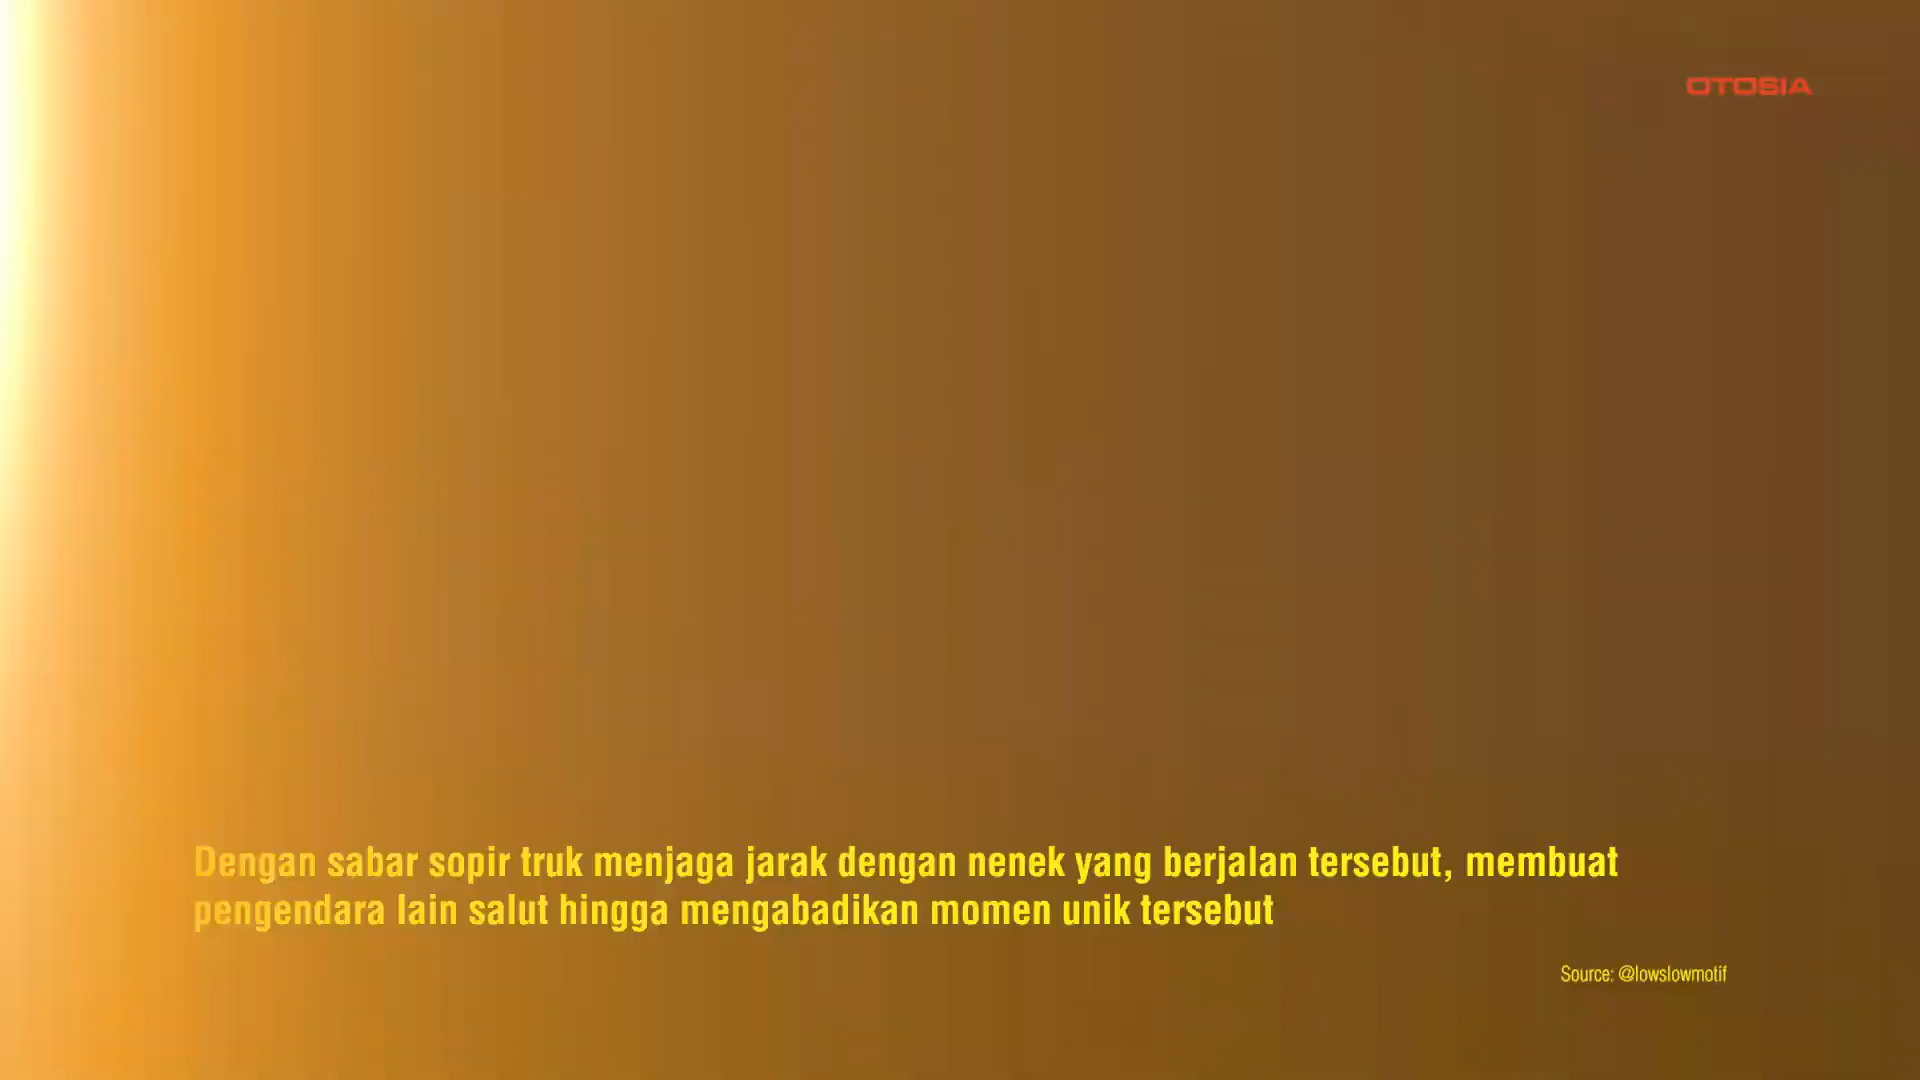 OTOSIA
Dengan sabar sopir truk menjaga jarak dengan nenek yang berjalan tersebut, membuat
pengendara lain salut hingga mengabadikan momen unik tersebut
Source: @lowslowmotif